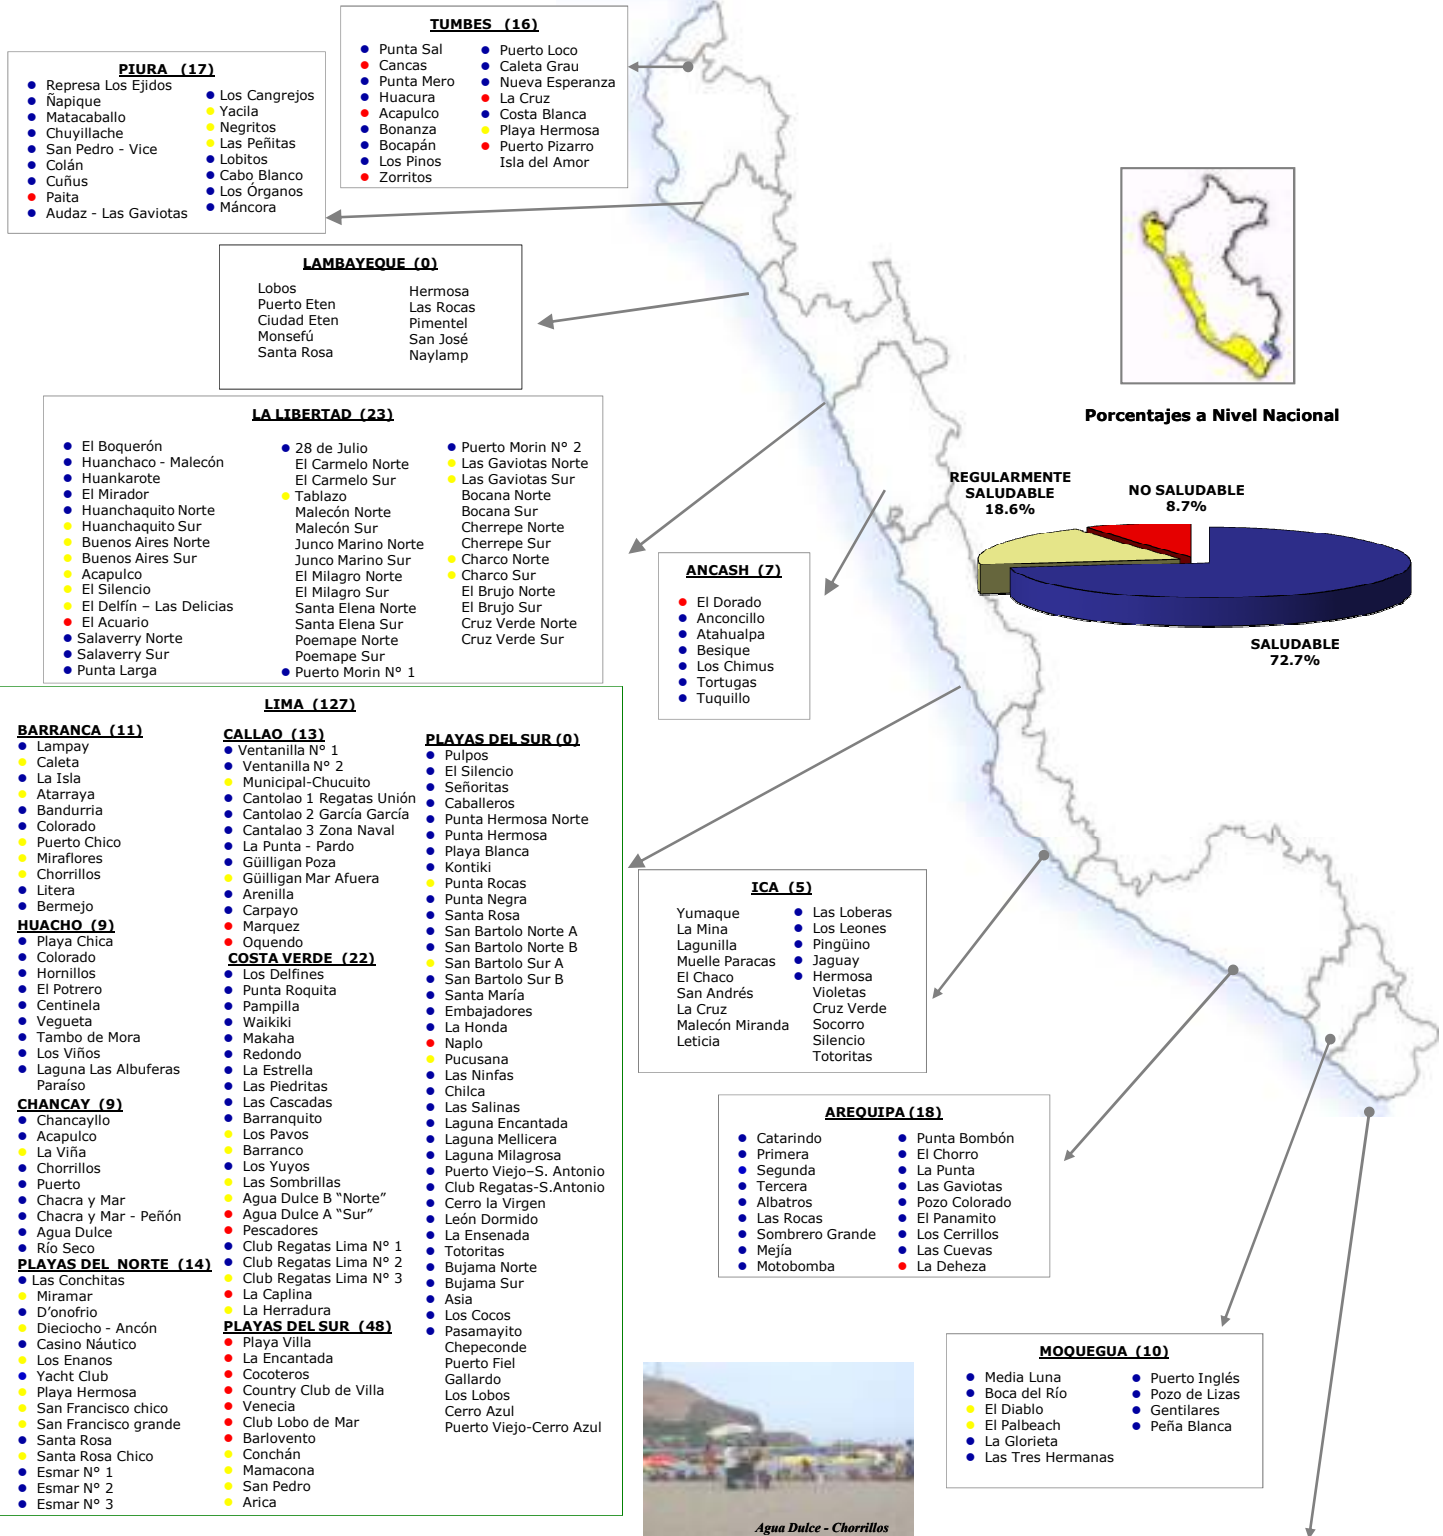 TUMBES (16)
Punta Sal
Cancas
Punta Mero
Huacura
Acapulco
Bonanza
Bocapán
Los Pinos
Zorritos
Puerto Loco
Caleta Grau
Nueva Esperanza
La Cruz
Costa Blanca
Playa Hermosa
Puerto Pizarro
Isla del Amor
PIURA (17)
Represa Los Ejidos
Ñapique
Matacaballo
Chuyillache
San Pedro - Vice
Colán
Cuñus
Paita
Audaz - Las Gaviotas
Los Cangrejos
Yacila
Negritos
Las Peñitas
Lobitos
Cabo Blanco
Los Órganos
Máncora
LAMBAYEQUE (0)
Lobos
Puerto Eten
Ciudad Eten
Monsefú
Santa Rosa
Hermosa
Las Rocas
Pimentel
San José
Naylamp
Porcentajes a Nivel Nacional
REGULARMENTE
SALUDABLE
18.6%
NO SALUDABLE
8.7%
SALUDABLE
72.7%
LA LIBERTAD (23)
El Boquerón
Huanchaco - Malecón
Huankarote
El Mirador
Huanchaquito Norte
Huanchaquito Sur
Buenos Aires Norte
Buenos Aires Sur
Acapulco
El Silencio
El Delfín – Las Delicias
El Acuario
Salaverry Norte
Salaverry Sur
Punta Larga
28 de Julio
El Carmelo Norte
El Carmelo Sur
Tablazo
Malecón Norte
Malecón Sur
Junco Marino Norte
Junco Marino Sur
El Milagro Norte
El Milagro Sur
Santa Elena Norte
Santa Elena Sur
Poemape Norte
Poemape Sur
Puerto Morin N° 1
Puerto Morin N° 2
Las Gaviotas Norte
Las Gaviotas Sur
Bocana Norte
Bocana Sur
Cherrepe Norte
Cherrepe Sur
Charco Norte
Charco Sur
El Brujo Norte
El Brujo Sur
Cruz Verde Norte
Cruz Verde Sur
ANCASH (7)
El Dorado
Anconcillo
Atahualpa
Besique
Los Chimus
Tortugas
Tuquillo
LIMA (127)
BARRANCA (11)
Lampay
Caleta
La Isla
Atarraya
Bandurria
Colorado
Puerto Chico
Miraflores
Chorrillos
Litera
Bermejo
HUACHO (9)
Playa Chica
Colorado
Hornillos
El Potrero
Centinela
Vegueta
Tambo de Mora
Los Viños
Laguna Las Albuferas
Paraíso
CHANCAY (9)
Chancayllo
Acapulco
La Viña
Chorrillos
Puerto
Chacra y Mar
Chacra y Mar - Peñón
Agua Dulce
Río Seco
PLAYAS DEL NORTE (14)
Las Conchitas
Miramar
D'onofrio
Dieciocho - Ancón
Casino Náutico
Los Enanos
Yacht Club
Playa Hermosa
San Francisco chico
San Francisco grande
Santa Rosa
Santa Rosa Chico
Esmar N° 1
Esmar N° 2
Esmar N° 3
CALLAO (13)
Ventanilla N° 1
Ventanilla N° 2
Municipal-Chucuito
Cantolao 1 Regatas Unión
Cantolao 2 García García
Cantalao 3 Zona Naval
La Punta - Pardo
Güilligan Poza
Güilligan Mar Afuera
Arenilla
Carpayo
Marquez
Oquendo
COSTA VERDE (22)
Los Delfines
Punta Roquita
Pampilla
Waikiki
Makaha
Redondo
La Estrella
Las Piedritas
Las Cascadas
Barranquito
Los Pavos
Barranco
Los Yuyos
Las Sombrillas
Agua Dulce B “Norte”
Agua Dulce A “Sur”
Pescadores
Club Regatas Lima N° 1
Club Regatas Lima N° 2
Club Regatas Lima N° 3
La Caplina
La Herradura
PLAYAS DEL SUR (48)
Playa Villa
La Encantada
Cocoteros
Country Club de Villa
Venecia
Club Lobo de Mar
Barlovento
Conchán
Mamacona
San Pedro
Arica
PLAYAS DEL SUR (0)
Pulpos
El Silencio
Señoritas
Caballeros
Punta Hermosa Norte
Punta Hermosa
Playa Blanca
Kontiki
Punta Rocas
Punta Negra
Santa Rosa
San Bartolo Norte A
San Bartolo Norte B
San Bartolo Sur A
San Bartolo Sur B
Santa María
Embajadores
La Honda
Naplo
Pucusana
Las Ninfas
Chilca
Las Salinas
Laguna Encantada
Laguna Mellicera
Laguna Milagrosa
Puerto Viejo–S. Antonio
Club Regatas-S.Antonio
Cerro la Virgen
León Dormido
La Ensenada
Totoritas
Bujama Norte
Bujama Sur
Asia
Los Cocos
Pasamayito
Chepeconde
Puerto Fiel
Gallardo
Los Lobos
Cerro Azul
Puerto Viejo-Cerro Azul
ICA (5)
Yumaque
La Mina
Lagunilla
Muelle Paracas
El Chaco
San Andrés
La Cruz
Malecón Miranda
Leticia
Las Loberas
Los Leones
Pingüino
Jaguay
Hermosa
Violetas
Cruz Verde
Socorro
Silencio
Totoritas
AREQUIPA (18)
Catarindo
Primera
Segunda
Tercera
Albatros
Las Rocas
Sombrero Grande
Mejía
Motobomba
Punta Bombón
El Chorro
La Punta
Las Gaviotas
Pozo Colorado
El Panamito
Los Cerrillos
Las Cuevas
La Deheza
MOQUEGUA (10)
Media Luna
Boca del Río
El Diablo
El Palbeach
La Glorieta
Las Tres Hermanas
Puerto Inglés
Pozo de Lizas
Gentilares
Peña Blanca
Agua Dulce - Chorrillos